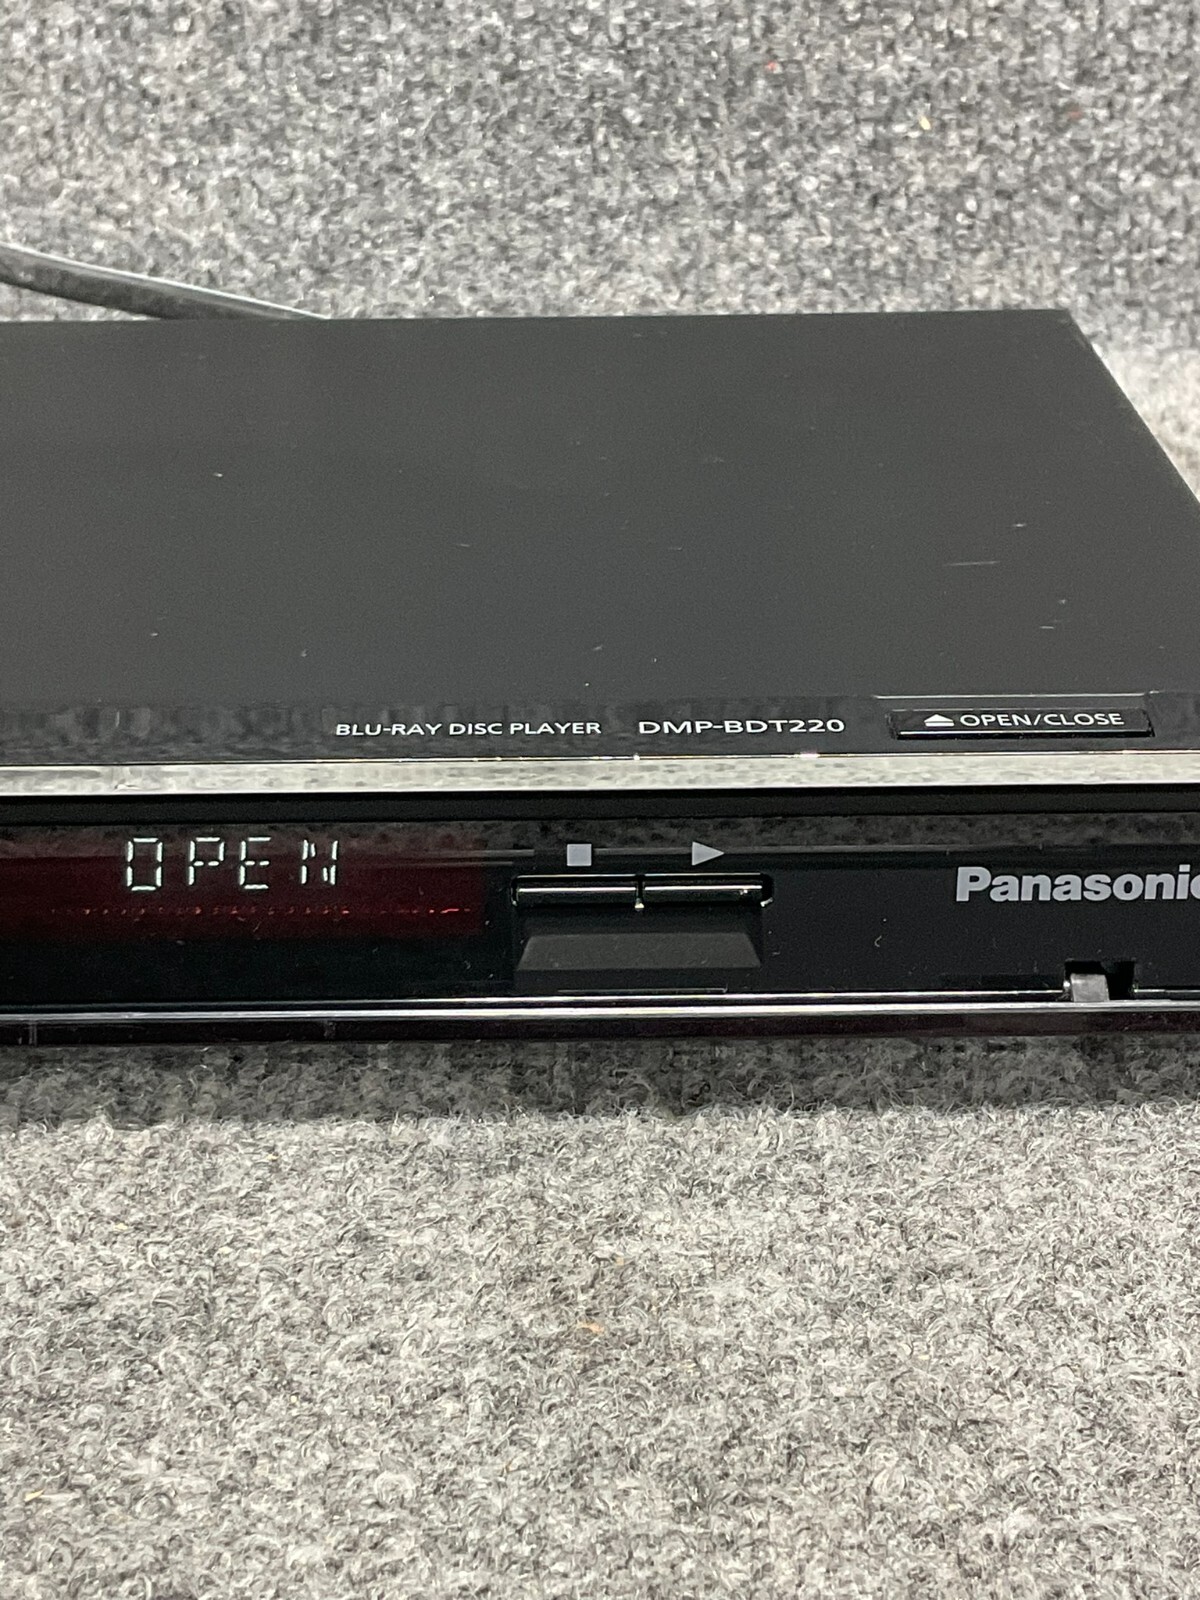 BLU-RAY DISC PLAYER DMP-BDT220 OPEN/CLOSE
OPEN
Panasonic